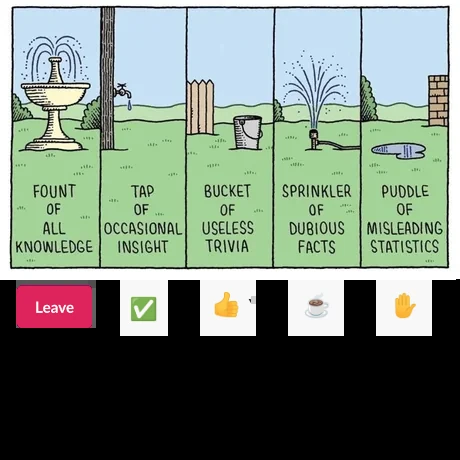 FOUNT
OF
ALL
KNOWLEDGE
TAP
OF
OCCASIONAL
INSIGHT
BUCKET
OF
USELESS
TRIVIA
SPRINKLER
OF
DUBIOUS
FACTS
PUDDLE
OF
MISLEADING
STATISTICS
Leave